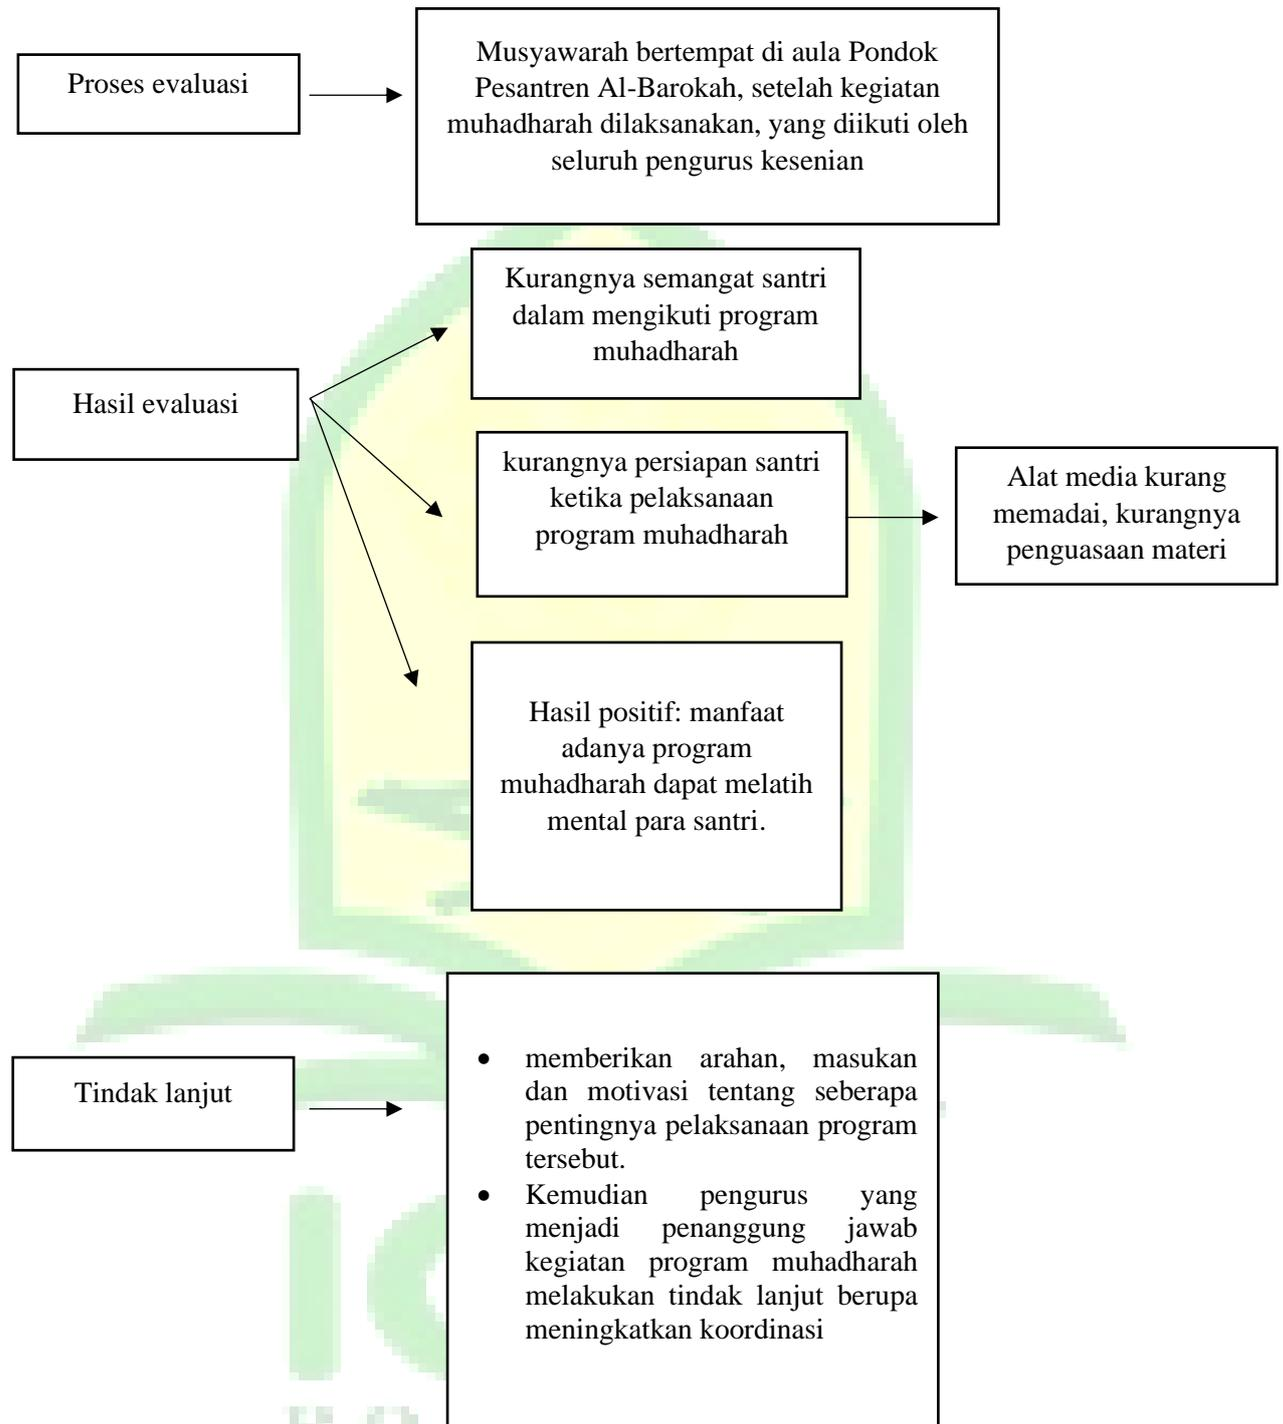 Proses evaluasi
Musyawarah bertempat di aula Pondok
Pesantren Al-Barokah, setelah kegiatan
muhadharah dilaksanakan, yang diikuti oleh
seluruh pengurus kesenian
Hasil evaluasi
Kurangnya semangat santri
dalam mengikuti program
muhadharah
kurangnya persiapan santri
ketika pelaksanaan
program muhadharah
Alat media kurang
memadai, kurangnya
penguasaan materi
Hasil positif: manfaat
adanya program
muhadharah dapat melatih
mental para santri.
Tindak lanjut
• memberikan arahan, masukan
dan motivasi tentang seberapa
pentingnya pelaksanaan program
tersebut.
• Kemudian pengurus yang
menjadi penanggung jawab
kegiatan program muhadharah
melakukan tindak lanjut berupa
meningkatkan koordinasi